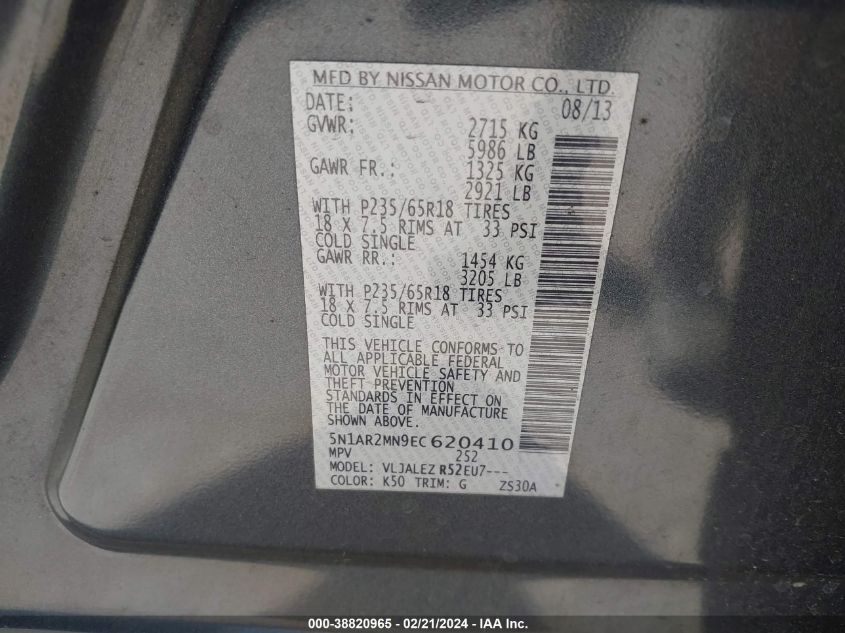 MFD BY NISSAN MOTOR CO., LTD.
DATE: 08/13
GVWR: 2715 KG
5986 LB
GAWR FR.: 1325 KG
2921 LB
WITH P235/65R18 TIRES
18 X 7.5 RIMS AT 33 PSI
COLD SINGLE
GAWR RR.: 1454 KG
3205 LB
WITH P235/65R18 TIRES
18 X 7.5 RIMS AT 33 PSI
COLD SINGLE
THIS VEHICLE CONFORMS TO
ALL APPLICABLE FEDERAL
MOTOR VEHICLE SAFETY AND
THEFT PREVENTION
STANDARDS IN EFFECT ON
THE DATE OF MANUFACTURE
SHOWN ABOVE.
5N1AR2MN9EC620410
MPV 252
MODEL: VLJALEZ R52EU7---
COLOR: K50 TRIM: G ZS30A
000-38820965 - 02/21/2024 - IAA Inc.